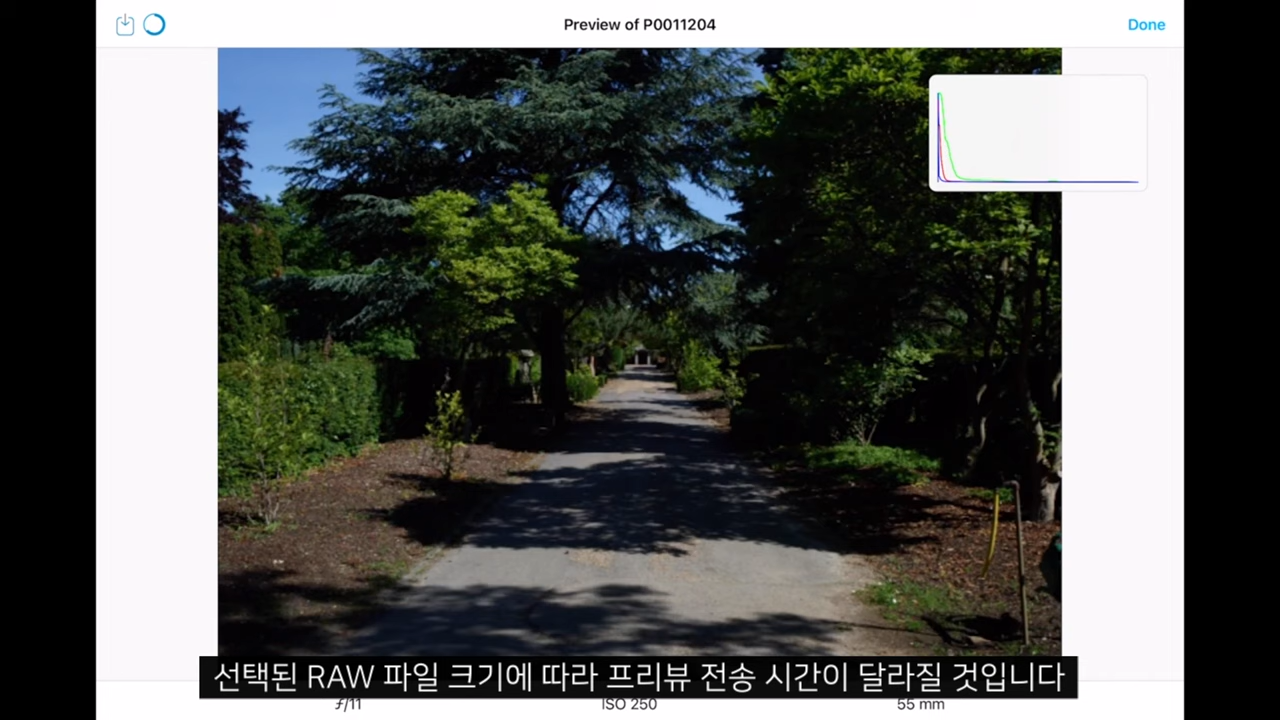 Preview of P0011204
Done
선택된 RAW 파일 크기에 따라 프리뷰 전송 시간이 달라질 것입니다
ƒ/11
ISO 250
55 mm